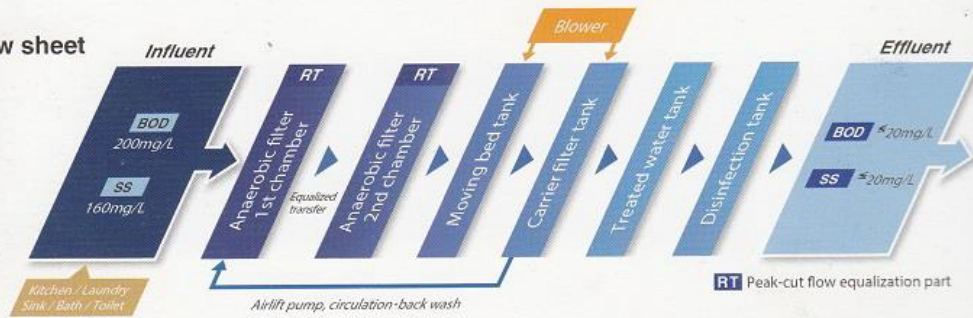 w sheet
Influent
BOD
200mg/L
SS
160mg/L
Kitchen / Laundry
Sink / Bath / Toilet
RT
Anaerobic filter
1st chamber
Equalized
transfer
RT
Anaerobic filter
2nd chamber
Moving bed tank
Blower
Carrier filter tank
Treated water tank
Disinfection tank
Effluent
BOD ≤20mg/L
SS ≤20mg/L
Airlift pump, circulation・back wash
RT Peak-cut flow equalization part